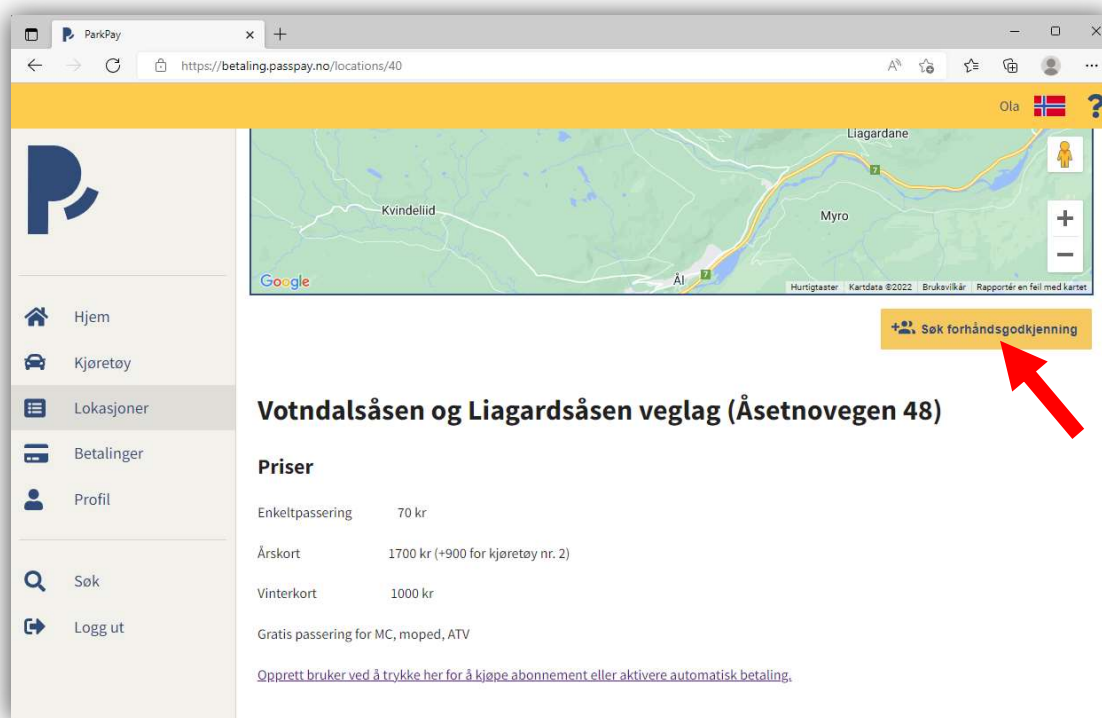 ParkPay
https://betaling.passpay.no/locations/40
Ola
?
Liagardane
7
Kvindeliid
Myro
Ål
7
Google
Hurtigtaster Kartdata ©2022 Bruksvilkår Rapportér en feil med kartet
Søk forhåndsgodkjenning
Hjem
Kjøretøy
Lokasjoner
Betalinger
Profil
Søk
Logg ut
Votndalsåsen og Liagardsåsen veglag (Åsetnovegen 48)
Priser
Enkeltpassering 70 kr
Årskort 1700 kr (+900 for kjøretøy nr. 2)
Vinterkort 1000 kr
Gratis passering for MC, moped, ATV
Opprett bruker ved å trykke her for å kjøpe abonnement eller aktivere automatisk betaling.